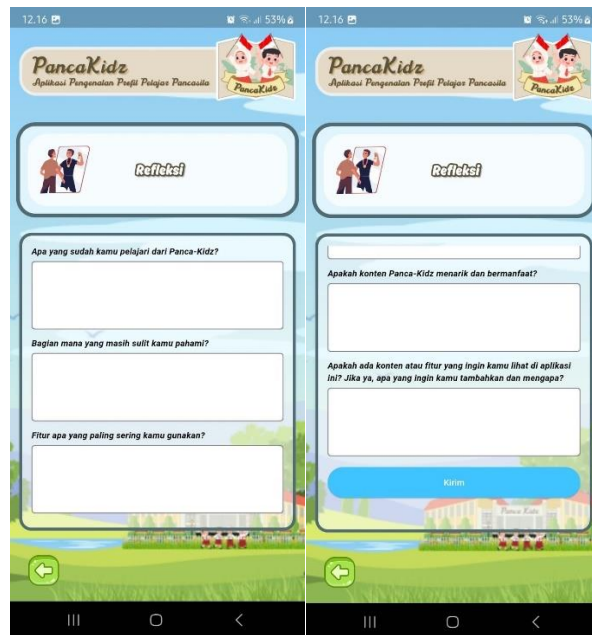 12.16
53%
PancaKidz
Aplikasi Pengenalan Profil Pelajar Pancasila
PancaKidz
Refleksi
Apa yang sudah kamu pelajari dari Panca-Kidz?
Bagian mana yang masih sulit kamu pahami?
Fitur apa yang paling sering kamu gunakan?
12.16
53%
PancaKidz
Aplikasi Pengenalan Profil Pelajar Pancasila
PancaKidz
Refleksi
Apakah konten Panca-Kidz menarik dan bermanfaat?
Apakah ada konten atau fitur yang ingin kamu lihat di aplikasi
ini? Jika ya, apa yang ingin kamu tambahkan dan mengapa?
Kirim
Panca Kidz